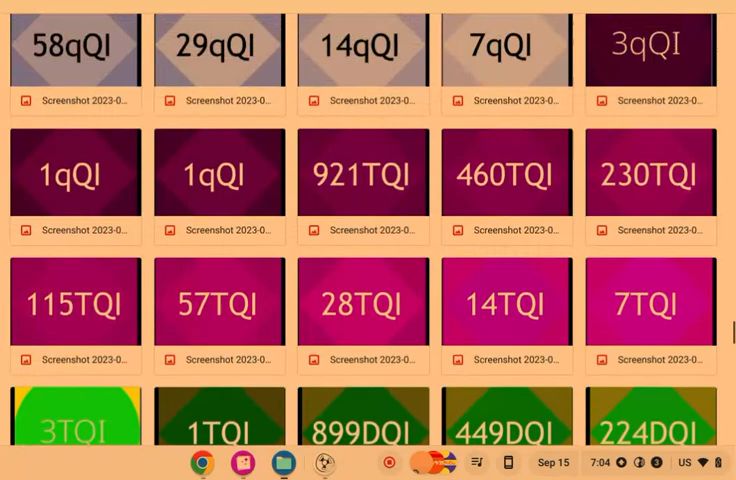 58qQI 29qQI 14qQI 7qQI 3qQI
Screenshot 2023-0... Screenshot 2023-0... Screenshot 2023-0... Screenshot 2023-0... Screenshot 2023-0...
1qQI 1qQI 921TQI 460TQI 230TQI
Screenshot 2023-0... Screenshot 2023-0... Screenshot 2023-0... Screenshot 2023-0... Screenshot 2023-0...
115TQI 57TQI 28TQI 14TQI 7TQI
Screenshot 2023-0... Screenshot 2023-0... Screenshot 2023-0... Screenshot 2023-0... Screenshot 2023-0...
3TQI 1TQI 899DQI 449DQI 224DQI
Sep 15 7:04 3 US